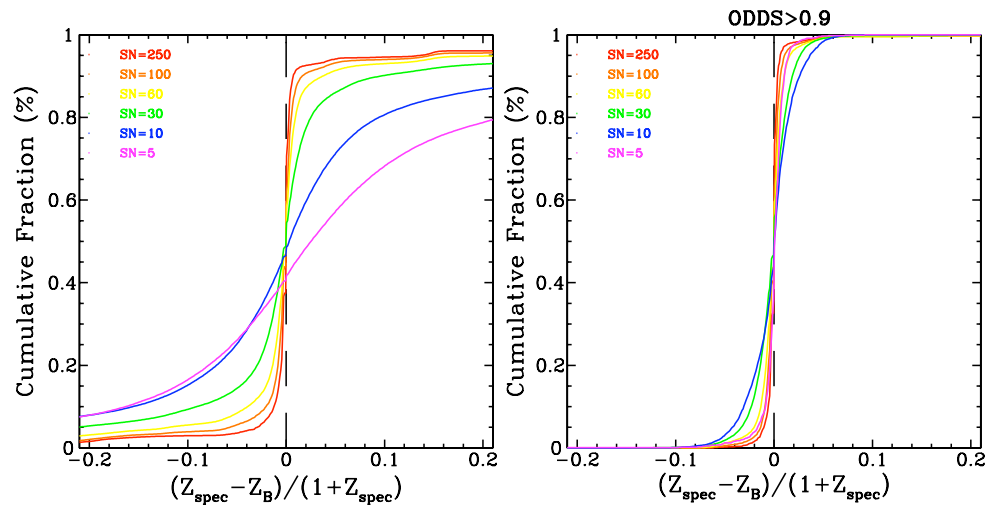 ODDS>0.9
1
0.8
0.6
0.4
0.2
0
Cumulative Fraction (%)
SN=250
SN=100
SN=60
SN=30
SN=10
SN=5
-0.2
-0.1
0
0.1
0.2
(Zspec-ZB)/(1+Zspec)
1
0.8
0.6
0.4
0.2
0
Cumulative Fraction (%)
SN=250
SN=100
SN=60
SN=30
SN=10
SN=5
-0.2
-0.1
0
0.1
0.2
(Zspec-ZB)/(1+Zspec)